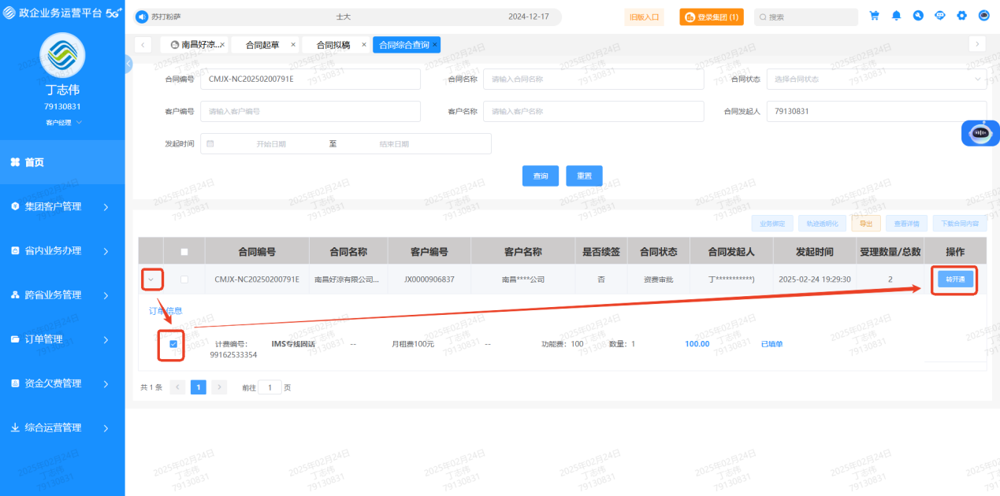 政企业务运营平台 5G
苏打粉萨 士大 2024-12-17 旧版入口 登录集团 (1) 搜索
丁志伟
79130831
客户经理
首页
集团客户管理
省内业务办理
跨省业务管理
订单管理
资金欠费管理
综合运营管理
南昌好凉...× 合同起草 × 合同拟稿 × 合同综合查询 ×
合同编号 CMJX-NC20250200791E 合同名称 请输入合同名称 合同状态 选择合同状态
客户编号 请输入客户编号 客户名称 请输入客户名称 合同发起人 79130831
发起时间 开始日期 至 结束日期
查询 重置
业务绑定 轨迹透明化 导出 查看详情 下载合同内容
合同编号 合同名称 客户编号 客户名称 是否续签 合同状态 合同发起人 发起时间 受理数量/总数 操作
CMJX-NC20250200791E 南昌好凉有限公司... JX0000906837 南昌****公司 否 资费审批 丁***********) 2025-02-24 19:29:30 2 转开通
订单信息
计费编号: IMS专线固话 -- 月租费100元 -- 功能费: 100 数量: 1 100.00 已填单
99162533354
共 1 条 1 前往 1 页
2025年02月24日
丁志伟
79130831